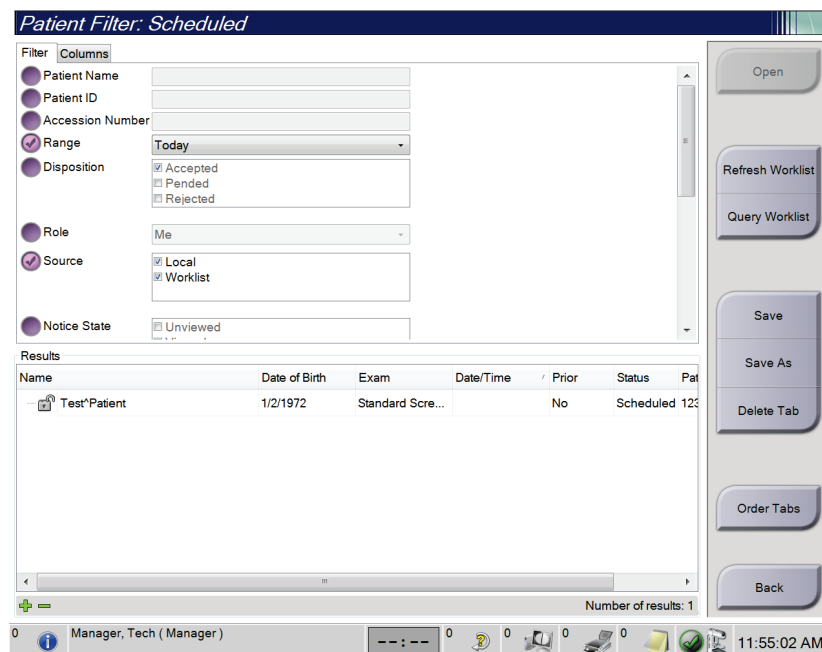 Patient Filter: Scheduled
Filter Columns
Patient Name
Patient ID
Accession Number
Range Today
Disposition Accepted
Pended
Rejected
Role Me
Source Local
Worklist
Notice State Unviewed
Results
Name Date of Birth Exam Date/Time Prior Status Pat
Test^Patient 1/2/1972 Standard Scre... No Scheduled 123
Number of results: 1
Open
Refresh Worklist
Query Worklist
Save
Save As
Delete Tab
Order Tabs
Back
0 Manager, Tech ( Manager ) --:-- 0 0 0 0 11:55:02 AM